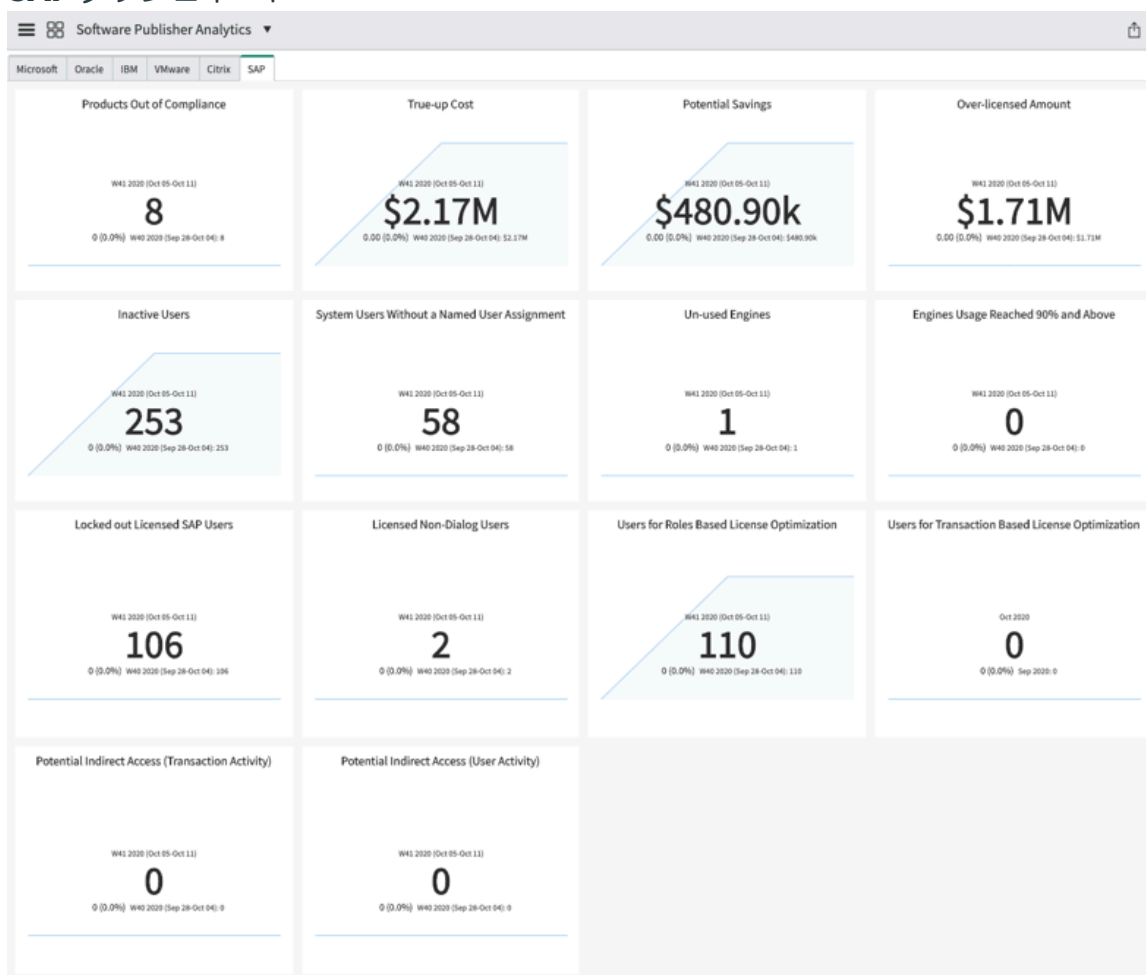 Software Publisher Analytics ▼
Microsoft Oracle IBM VMware Citrix SAP
Products Out of Compliance
W41 2020 (Oct 05-Oct 11)
8
0 (0.0%) W40 2020 (Sep 28-Oct 04): 8
True-up Cost
W41 2020 (Oct 05-Oct 11)
$2.17M
0.00 (0.0%) W40 2020 (Sep 28-Oct 04): $2.17M
Potential Savings
W41 2020 (Oct 05-Oct 11)
$480.90k
0.00 (0.0%) W40 2020 (Sep 28-Oct 04): $480.90k
Over-licensed Amount
W41 2020 (Oct 05-Oct 11)
$1.71M
0.00 (0.0%) W40 2020 (Sep 28-Oct 04): $1.71M
Inactive Users
W41 2020 (Oct 05-Oct 11)
253
0 (0.0%) W40 2020 (Sep 28-Oct 04): 253
System Users Without a Named User Assignment
W41 2020 (Oct 05-Oct 11)
58
0 (0.0%) W40 2020 (Sep 28-Oct 04): 58
Un-used Engines
W41 2020 (Oct 05-Oct 11)
1
0 (0.0%) W40 2020 (Sep 28-Oct 04): 1
Engines Usage Reached 90% and Above
W41 2020 (Oct 05-Oct 11)
0
0 (0.0%) W40 2020 (Sep 28-Oct 04): 0
Locked out Licensed SAP Users
W41 2020 (Oct 05-Oct 11)
106
0 (0.0%) W40 2020 (Sep 28-Oct 04): 106
Licensed Non-Dialog Users
W41 2020 (Oct 05-Oct 11)
2
0 (0.0%) W40 2020 (Sep 28-Oct 04): 2
Users for Roles Based License Optimization
W41 2020 (Oct 05-Oct 11)
110
0 (0.0%) W40 2020 (Sep 28-Oct 04): 110
Users for Transaction Based License Optimization
Oct 2020
0
0 (0.0%) Sep 2020: 0
Potential Indirect Access (Transaction Activity)
W41 2020 (Oct 05-Oct 11)
0
0 (0.0%) W40 2020 (Sep 28-Oct 04): 0
Potential Indirect Access (User Activity)
W41 2020 (Oct 05-Oct 11)
0
0 (0.0%) W40 2020 (Sep 28-Oct 04): 0